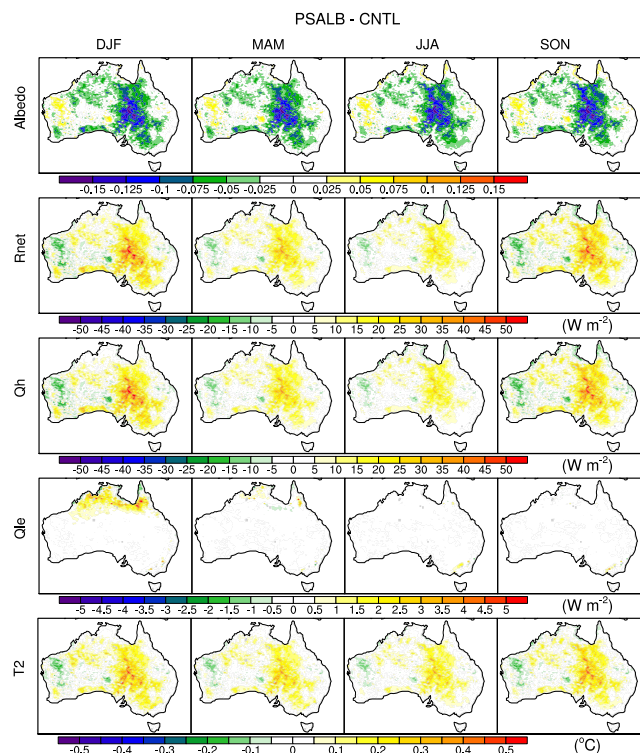 PSALB - CNTL
DJF MAM JJA SON
Albedo
-0.15 -0.125 -0.1 -0.075 -0.05 -0.025 0 0.025 0.05 0.075 0.1 0.125 0.15
Rnet
-50 -45 -40 -35 -30 -25 -20 -15 -10 -5 0 5 10 15 20 25 30 35 40 45 50 (W m⁻²)
Qh
-50 -45 -40 -35 -30 -25 -20 -15 -10 -5 0 5 10 15 20 25 30 35 40 45 50 (W m⁻²)
Qle
-5 -4.5 -4 -3.5 -3 -2.5 -2 -1.5 -1 -0.5 0 0.5 1 1.5 2 2.5 3 3.5 4 4.5 5 (W m⁻²)
T2
-0.5 -0.4 -0.3 -0.2 -0.1 0 0.1 0.2 0.3 0.4 0.5 (°C)